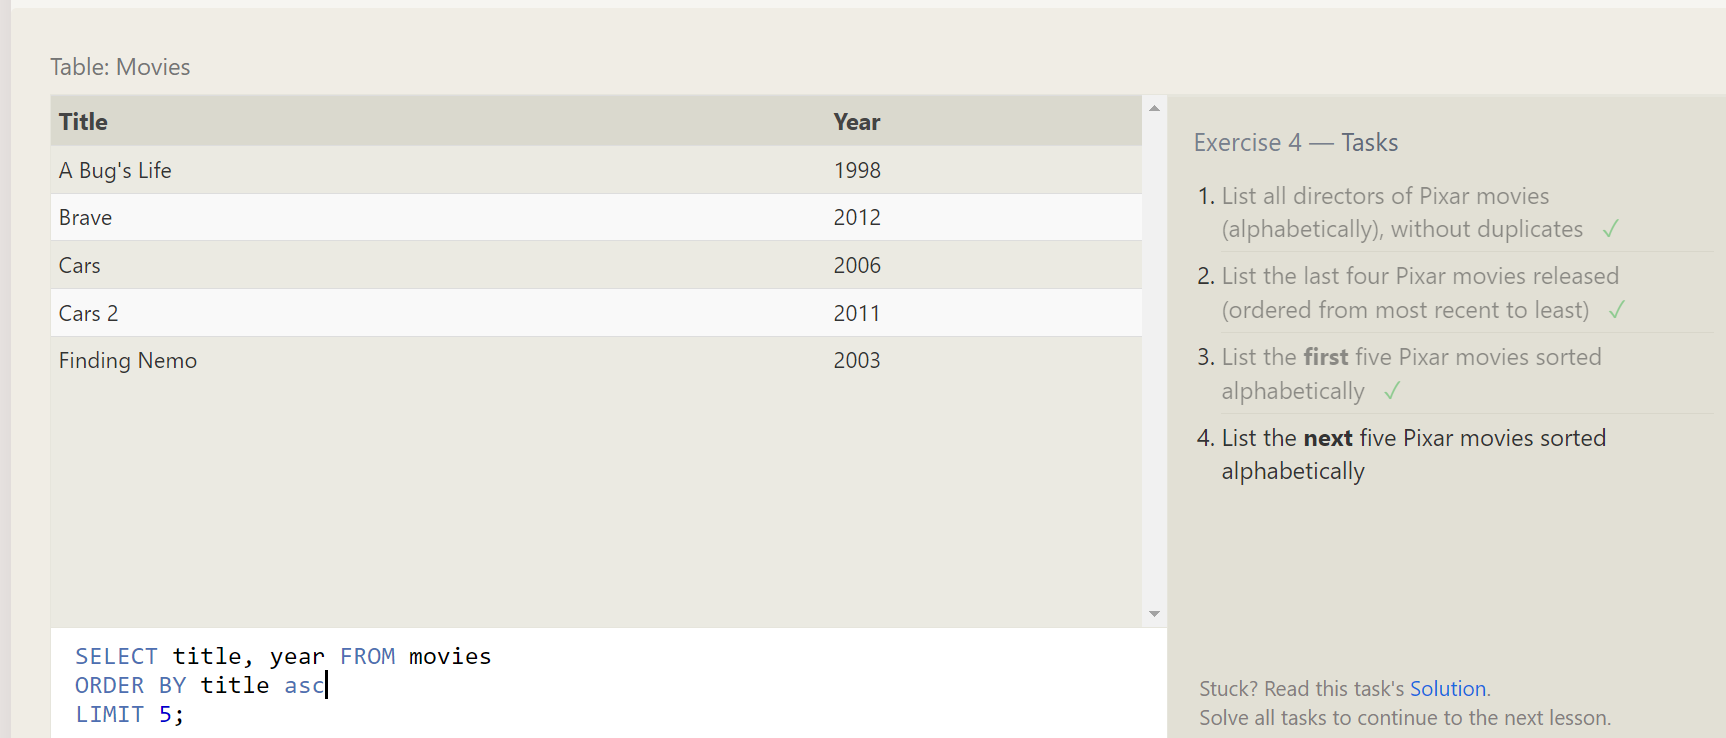 Table: Movies
Title Year
A Bug's Life 1998
Brave 2012
Cars 2006
Cars 2 2011
Finding Nemo 2003
SELECT title, year FROM movies
ORDER BY title asc
LIMIT 5;
Exercise 4 — Tasks
1. List all directors of Pixar movies
(alphabetically), without duplicates ✓
2. List the last four Pixar movies released
(ordered from most recent to least) ✓
3. List the first five Pixar movies sorted
alphabetically ✓
4. List the next five Pixar movies sorted
alphabetically
Stuck? Read this task's Solution.
Solve all tasks to continue to the next lesson.